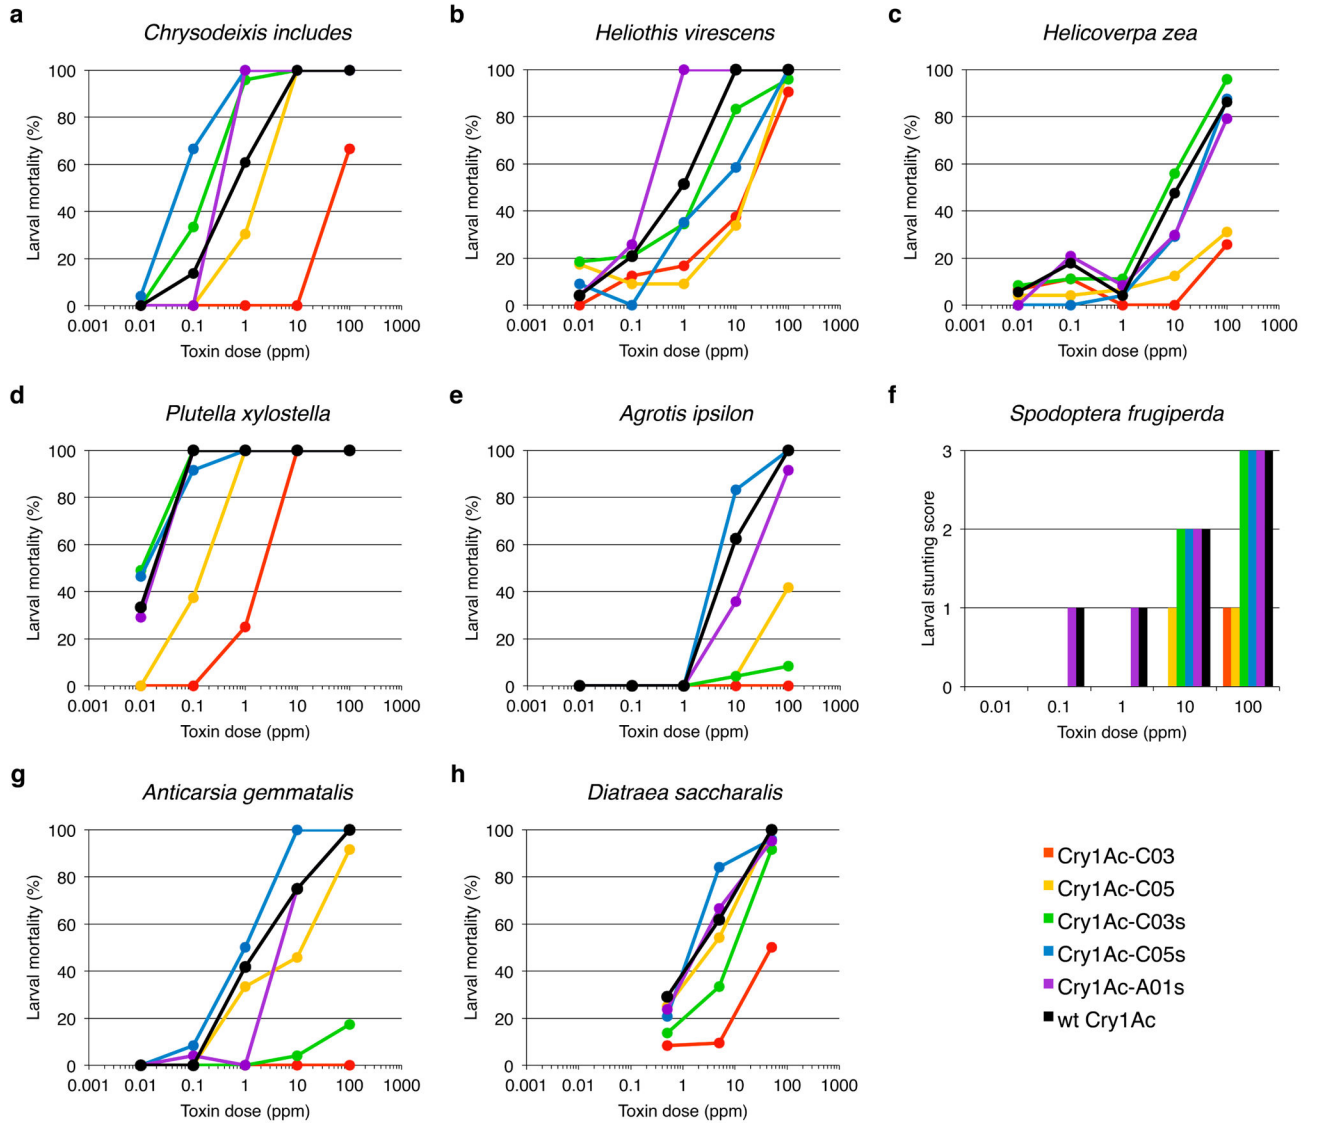 a
Chrysodeixis includes
Larval mortality (%)
100
80
60
40
20
0
0.001 0.01 0.1 1 10 100 1000
Toxin dose (ppm)
b
Heliothis virescens
Larval mortality (%)
100
80
60
40
20
0
0.001 0.01 0.1 1 10 100 1000
Toxin dose (ppm)
c
Helicoverpa zea
Larval mortality (%)
100
80
60
40
20
0
0.001 0.01 0.1 1 10 100 1000
Toxin dose (ppm)
d
Plutella xylostella
Larval mortality (%)
100
80
60
40
20
0
0.001 0.01 0.1 1 10 100 1000
Toxin dose (ppm)
e
Agrotis ipsilon
Larval mortality (%)
100
80
60
40
20
0
0.001 0.01 0.1 1 10 100 1000
Toxin dose (ppm)
f
Spodoptera frugiperda
Larval stunting score
3
2
1
0
0.01 0.1 1 10 100
Toxin dose (ppm)
g
Anticarsia gemmatalis
Larval mortality (%)
100
80
60
40
20
0
0.001 0.01 0.1 1 10 100 1000
Toxin dose (ppm)
h
Diatraea saccharalis
Larval mortality (%)
100
80
60
40
20
0
0.001 0.01 0.1 1 10 100 1000
Toxin dose (ppm)
Cry1Ac-C03
Cry1Ac-C05
Cry1Ac-C03s
Cry1Ac-C05s
Cry1Ac-A01s
wt Cry1Ac